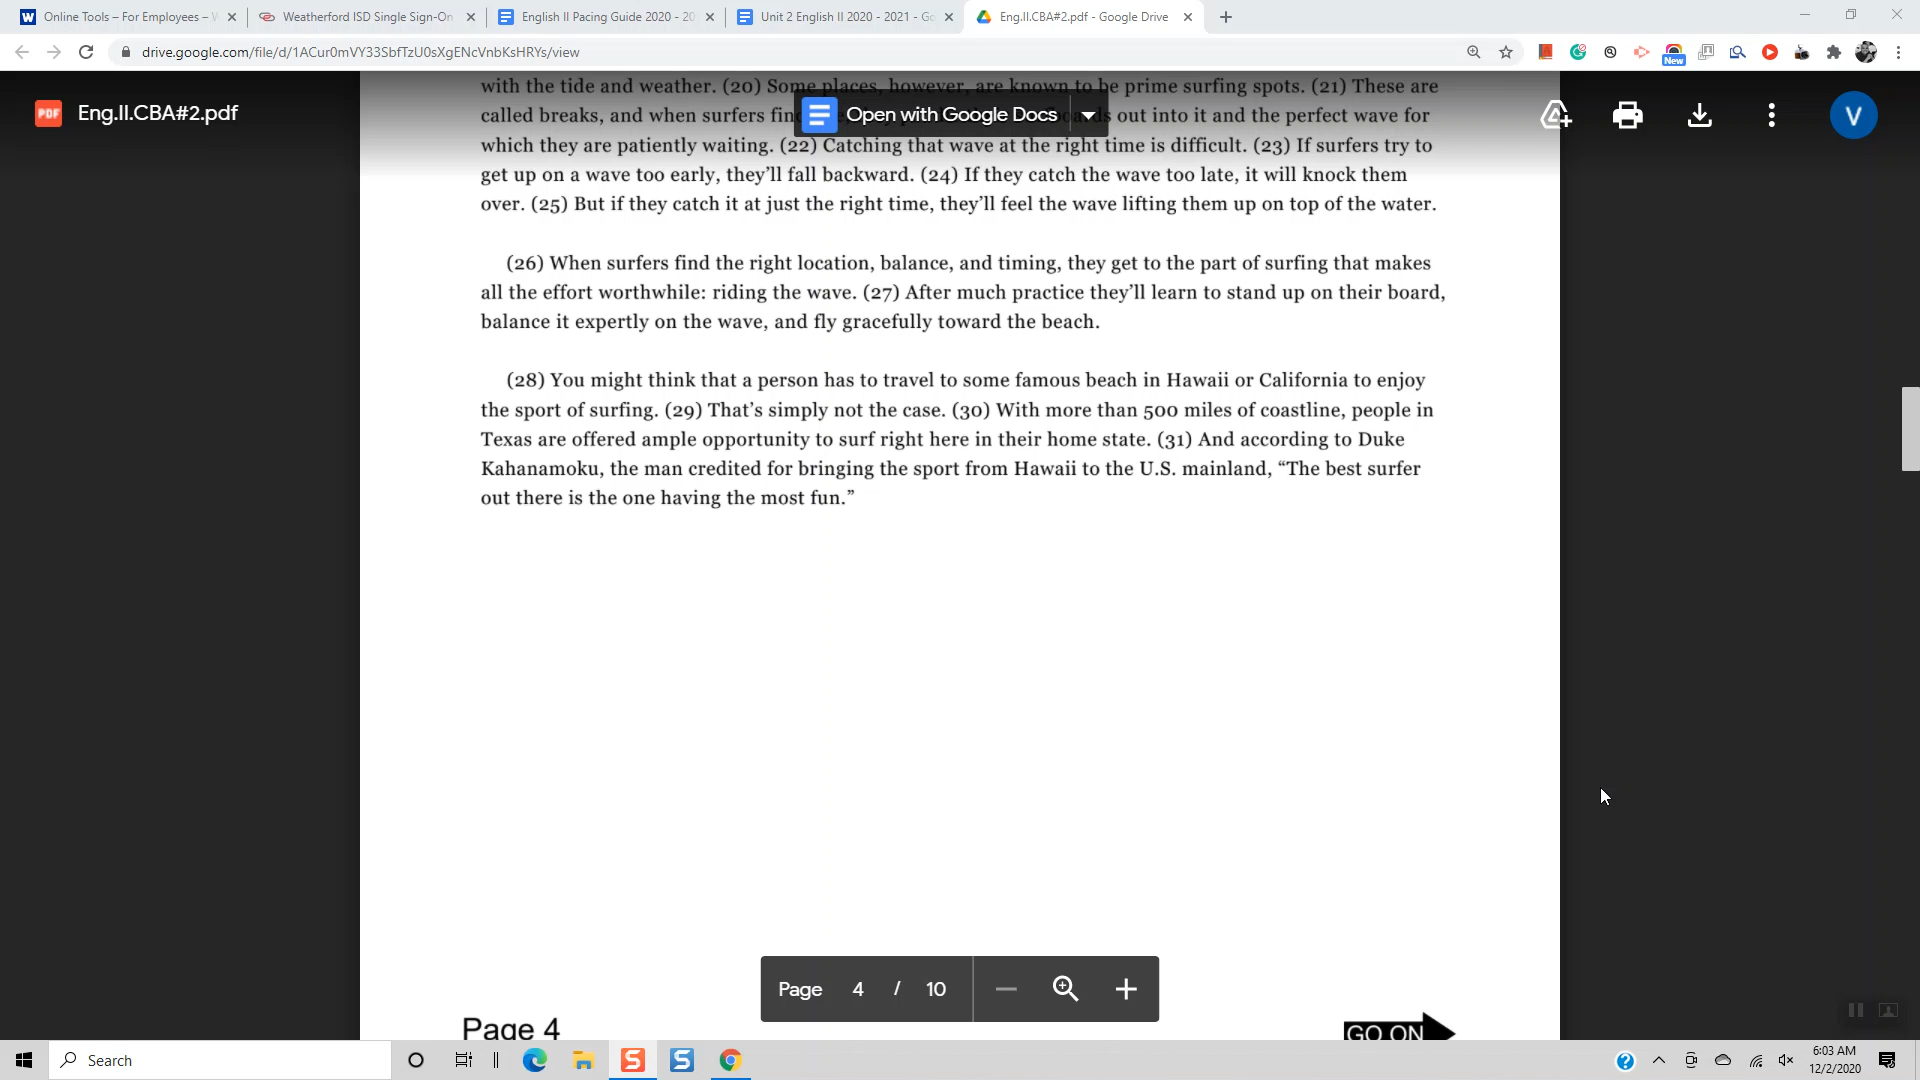 Online Tools – For Employees –
Weatherford ISD Single Sign-On
English II Pacing Guide 2020 - 20
Unit 2 English II 2020 - 2021 - Go
Eng.II.CBA#2.pdf - Google Drive
drive.google.com/file/d/1ACur0mVY33SbfTzU0sXgENcVnbKsHRYs/view
New
with the tide and weather. (20) Some places, however, are known to be prime surfing spots. (21) These are
PDF Eng.II.CBA#2.pdf
Open with Google Docs
V
called breaks, and when surfers out into it and the perfect wave for
which they are patiently waiting. (22) Catching that wave at the right time is difficult. (23) If surfers try to
get up on a wave too early, they’ll fall backward. (24) If they catch the wave too late, it will knock them
over. (25) But if they catch it at just the right time, they’ll feel the wave lifting them up on top of the water.
(26) When surfers find the right location, balance, and timing, they get to the part of surfing that makes
all the effort worthwhile: riding the wave. (27) After much practice they’ll learn to stand up on their board,
balance it expertly on the wave, and fly gracefully toward the beach.
(28) You might think that a person has to travel to some famous beach in Hawaii or California to enjoy
the sport of surfing. (29) That’s simply not the case. (30) With more than 500 miles of coastline, people in
Texas are offered ample opportunity to surf right here in their home state. (31) And according to Duke
Kahanamoku, the man credited for bringing the sport from Hawaii to the U.S. mainland, “The best surfer
out there is the one having the most fun.”
Page 4 / 10
Page 4
GO ON
Search
6:03 AM
12/2/2020